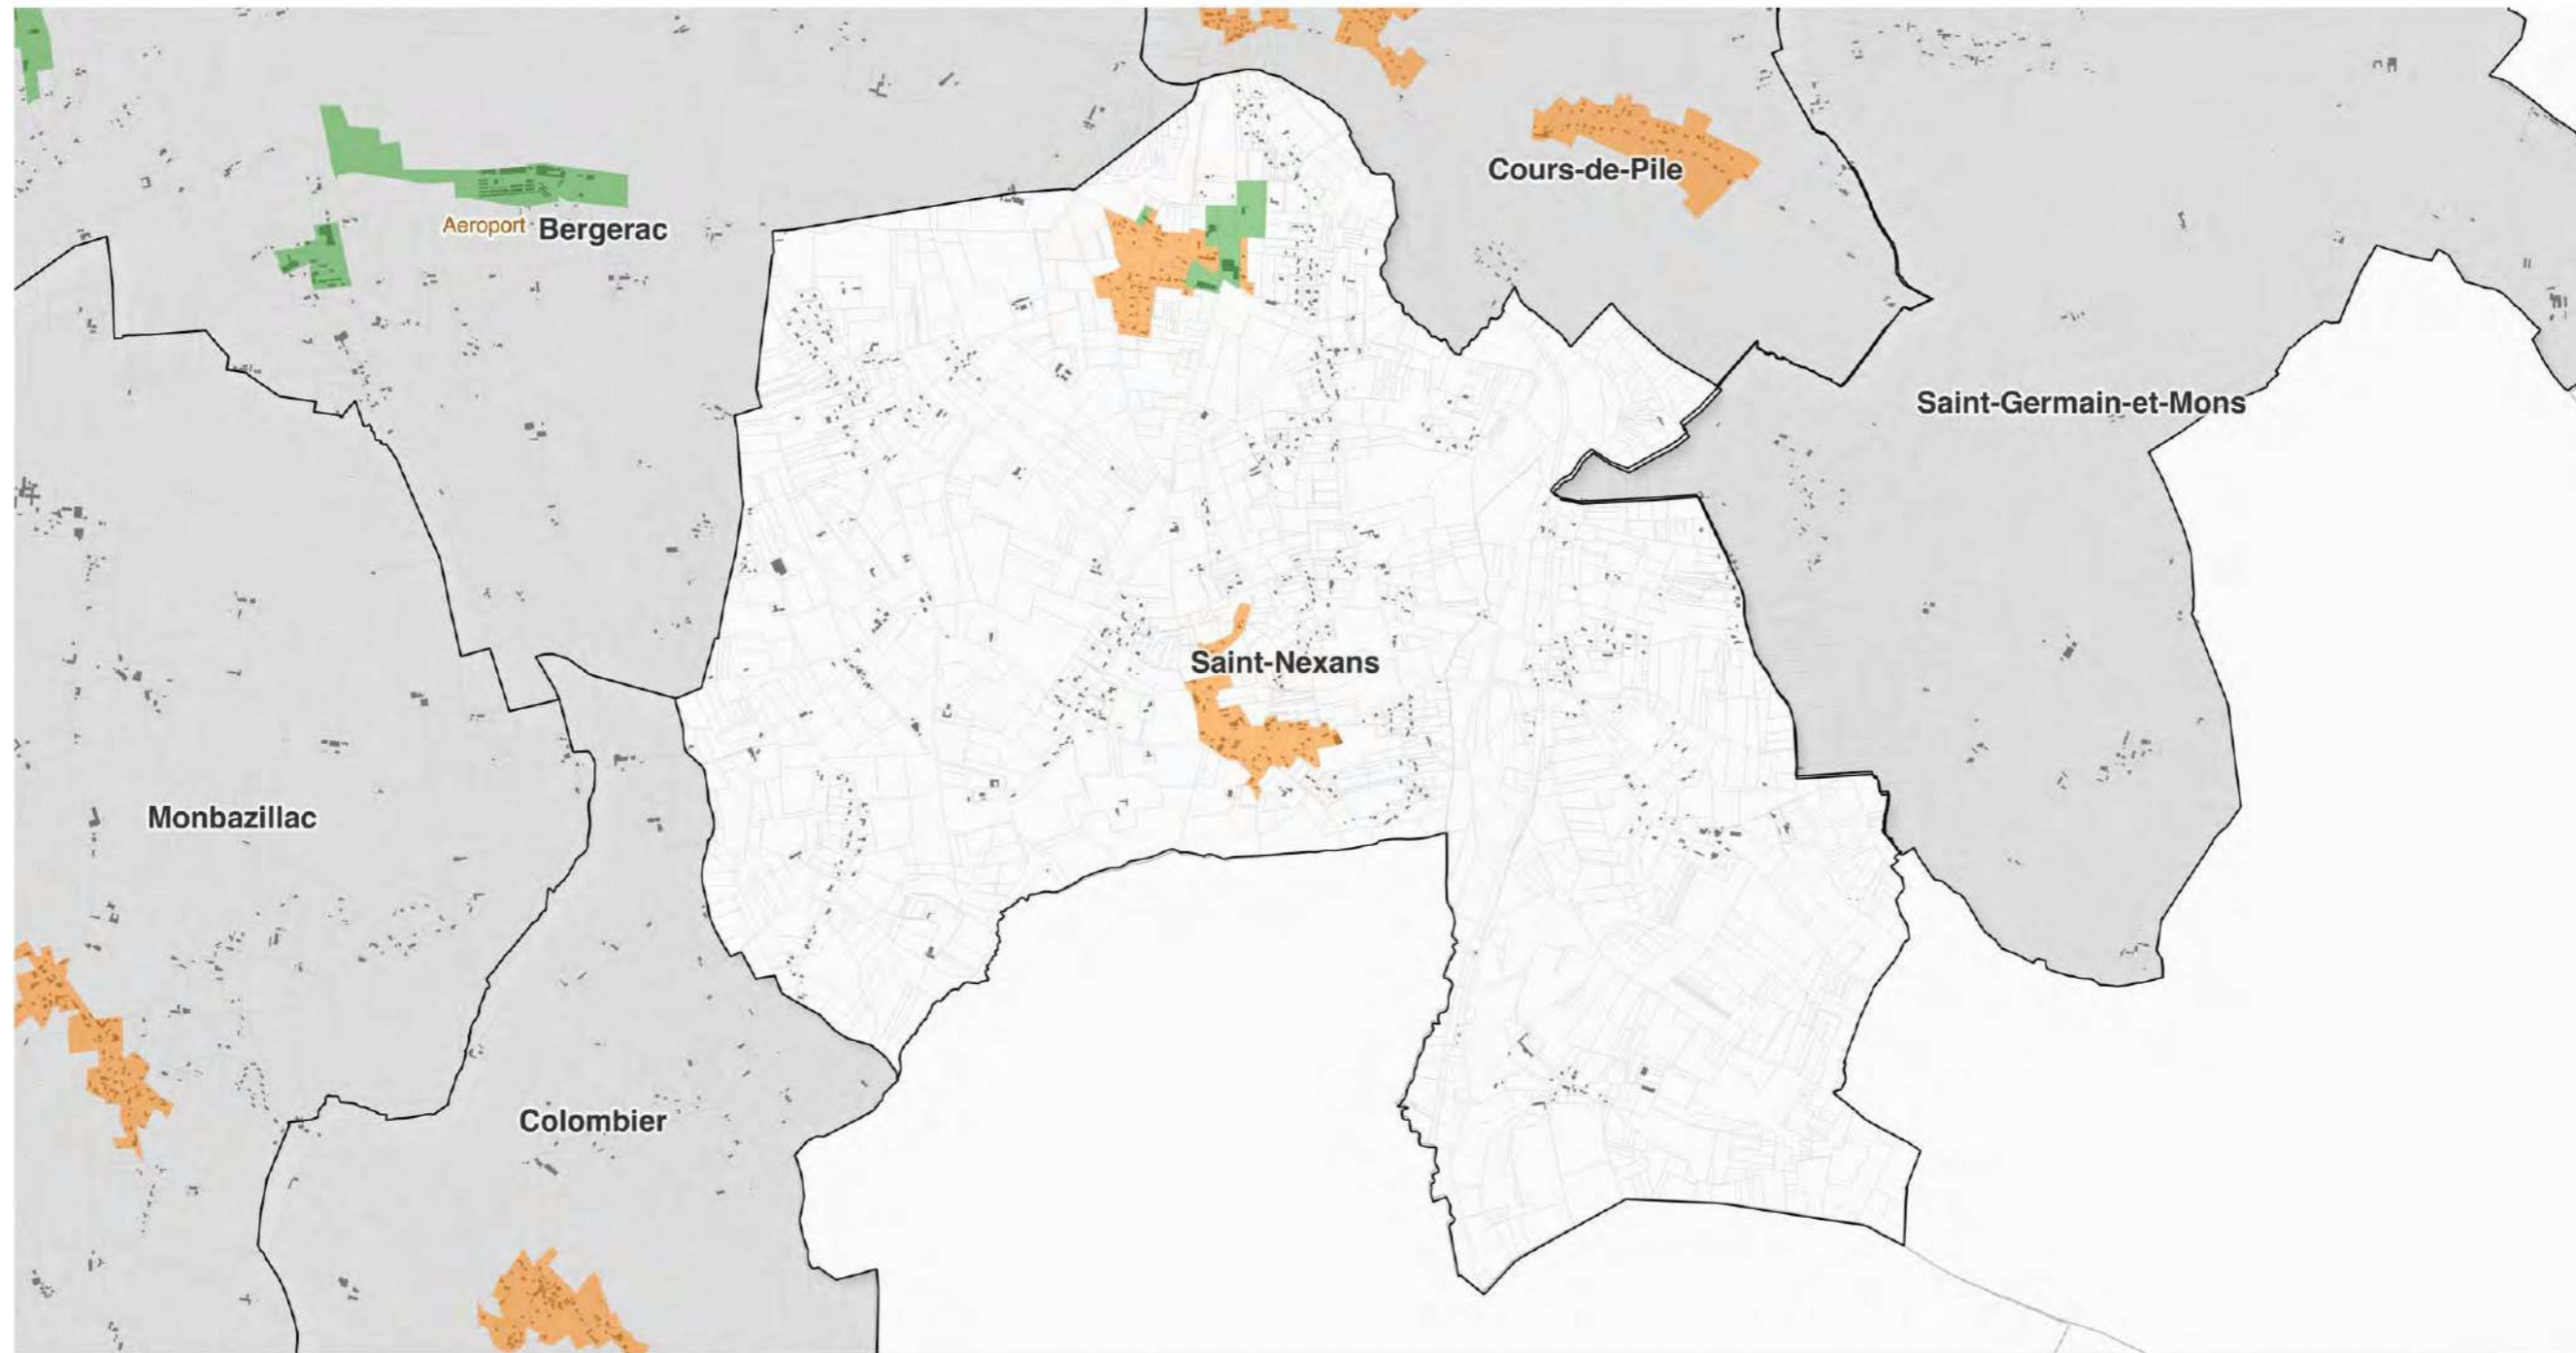 Cours-de-Pile
Aeroport - Bergerac
Saint-Germain-et-Mons
Saint-Nexans
Monbazillac
Colombier